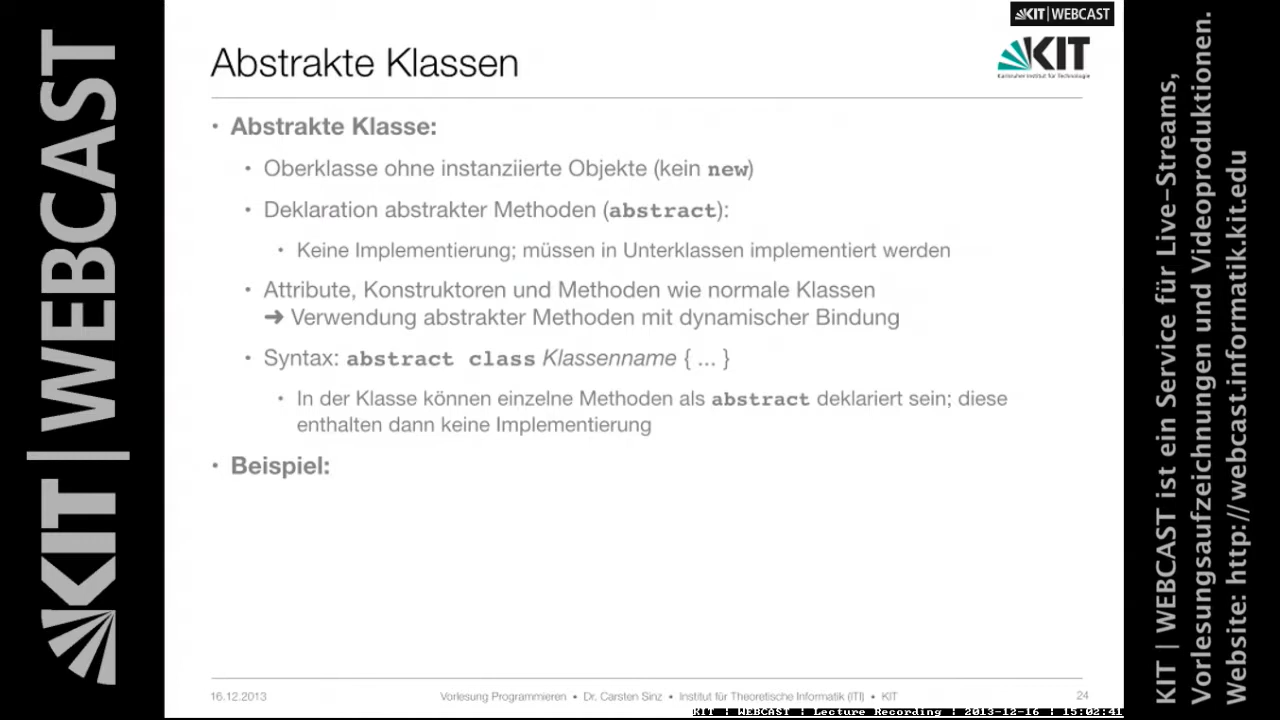 KIT | WEBCAST
KIT | WEBCAST
KIT
Karlsruher Institut für Technologie
Abstrakte Klassen
• Abstrakte Klasse:
• Oberklasse ohne instanziierte Objekte (kein new)
• Deklaration abstrakter Methoden (abstract):
• Keine Implementierung; müssen in Unterklassen implementiert werden
• Attribute, Konstruktoren und Methoden wie normale Klassen
➔ Verwendung abstrakter Methoden mit dynamischer Bindung
• Syntax: abstract class Klassenname { ... }
• In der Klasse können einzelne Methoden als abstract deklariert sein; diese
enthalten dann keine Implementierung
• Beispiel:
16.12.2013 Vorlesung Programmieren • Dr. Carsten Sinz • Institut für Theoretische Informatik (ITI) • KIT 24
KIT : WEBCAST : Lecture Recording : 2013-12-16 : 15:02:41
KIT | WEBCAST ist ein Service für Live-Streams,
Vorlesungsaufzeichnungen und Videoproduktionen.
Website: http://webcast.informatik.kit.edu